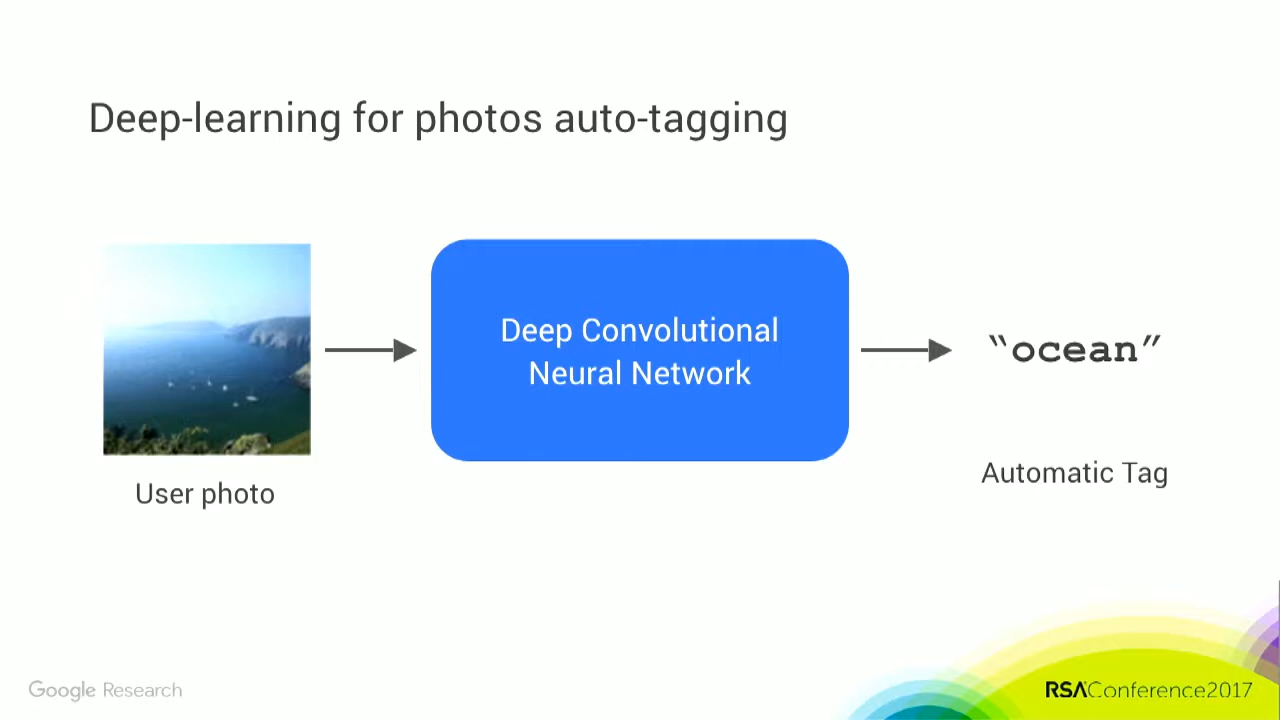 Deep-learning for photos auto-tagging
Deep Convolutional
Neural Network
“ocean”
User photo
Automatic Tag
Google Research
RSAConference2017